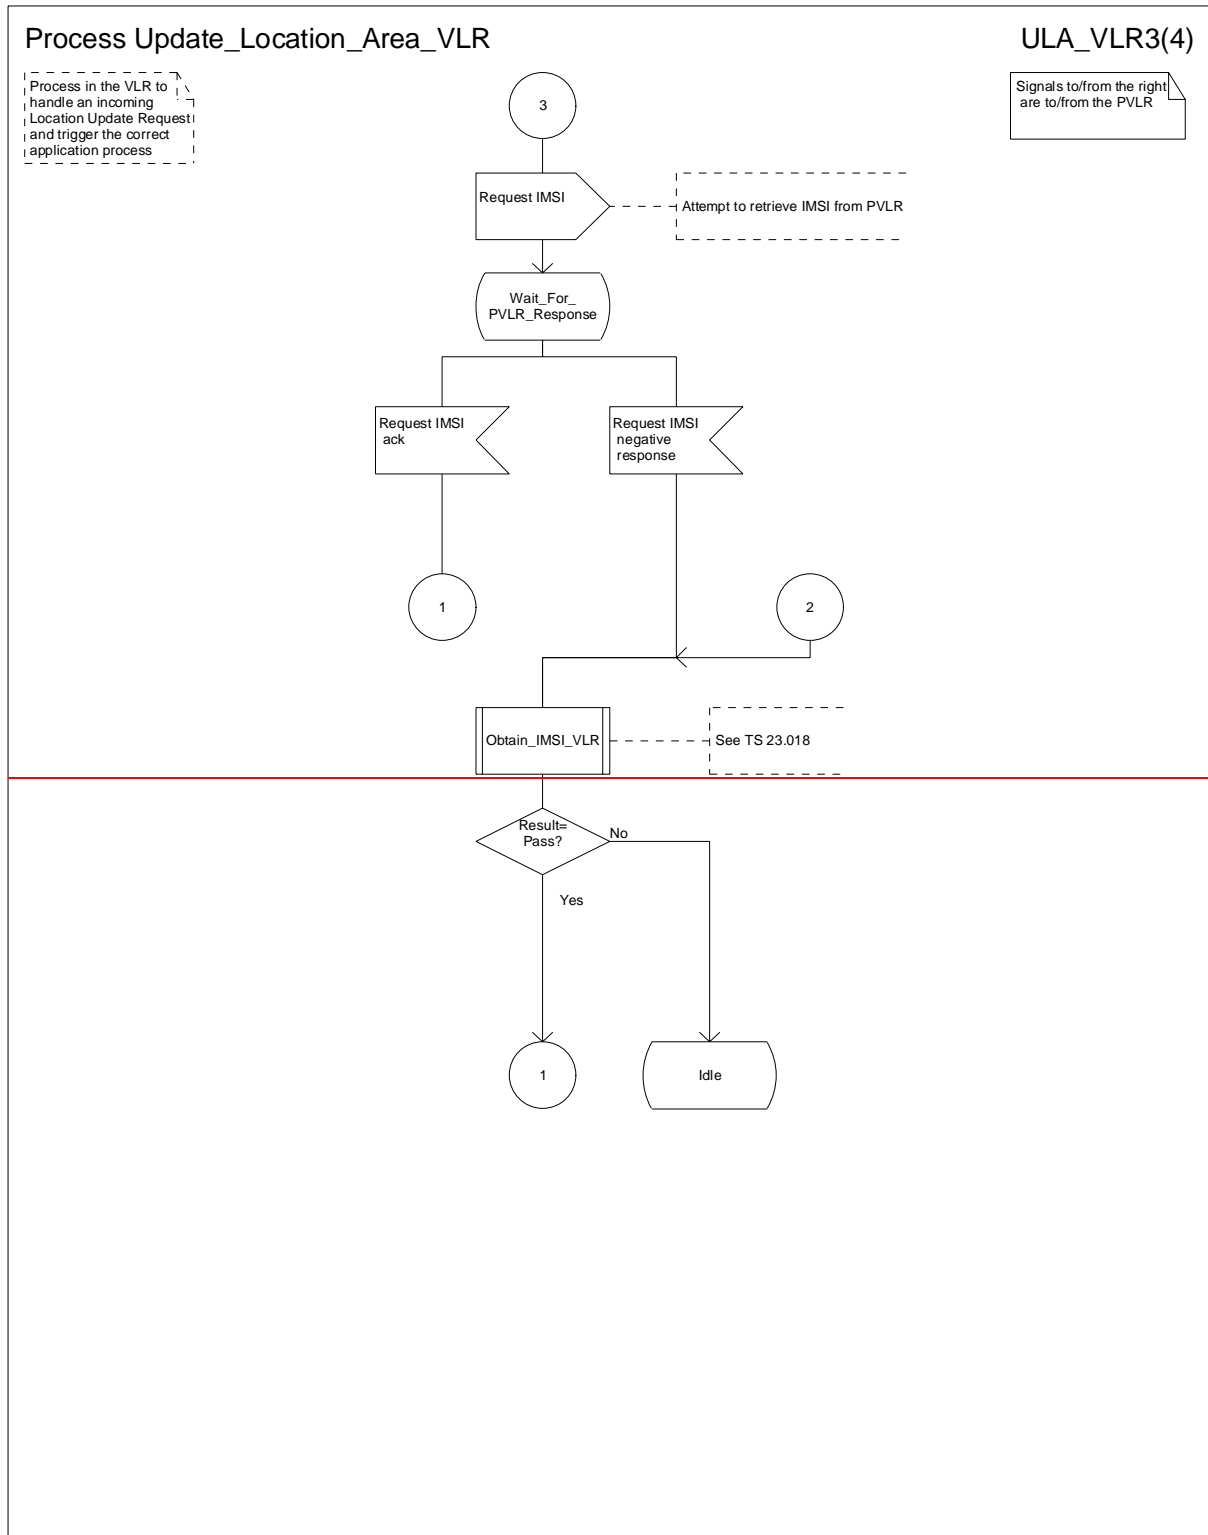 Process Update_Location_Area_VLR
ULA_VLR3(4)
Process in the VLR to
handle an incoming
Location Update Request
and trigger the correct
application process
Signals to/from the right
are to/from the PVLR
3
Request IMSI
Attempt to retrieve IMSI from PVLR
Wait_For_
PVLR_Response
Request IMSI
ack
Request IMSI
negative
response
1
2
Obtain_IMSI_VLR
See TS 23.018
Result=
Pass?
No
Yes
1
Idle